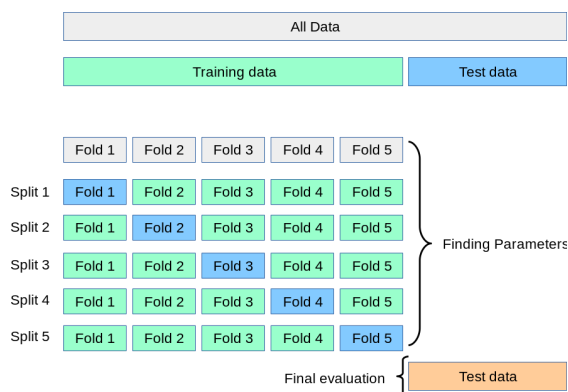 All Data
Training data Test data
Fold 1 Fold 2 Fold 3 Fold 4 Fold 5
Split 1 Fold 1 Fold 2 Fold 3 Fold 4 Fold 5
Split 2 Fold 1 Fold 2 Fold 3 Fold 4 Fold 5
Finding Parameters
Split 3 Fold 1 Fold 2 Fold 3 Fold 4 Fold 5
Split 4 Fold 1 Fold 2 Fold 3 Fold 4 Fold 5
Split 5 Fold 1 Fold 2 Fold 3 Fold 4 Fold 5
Final evaluation Test data